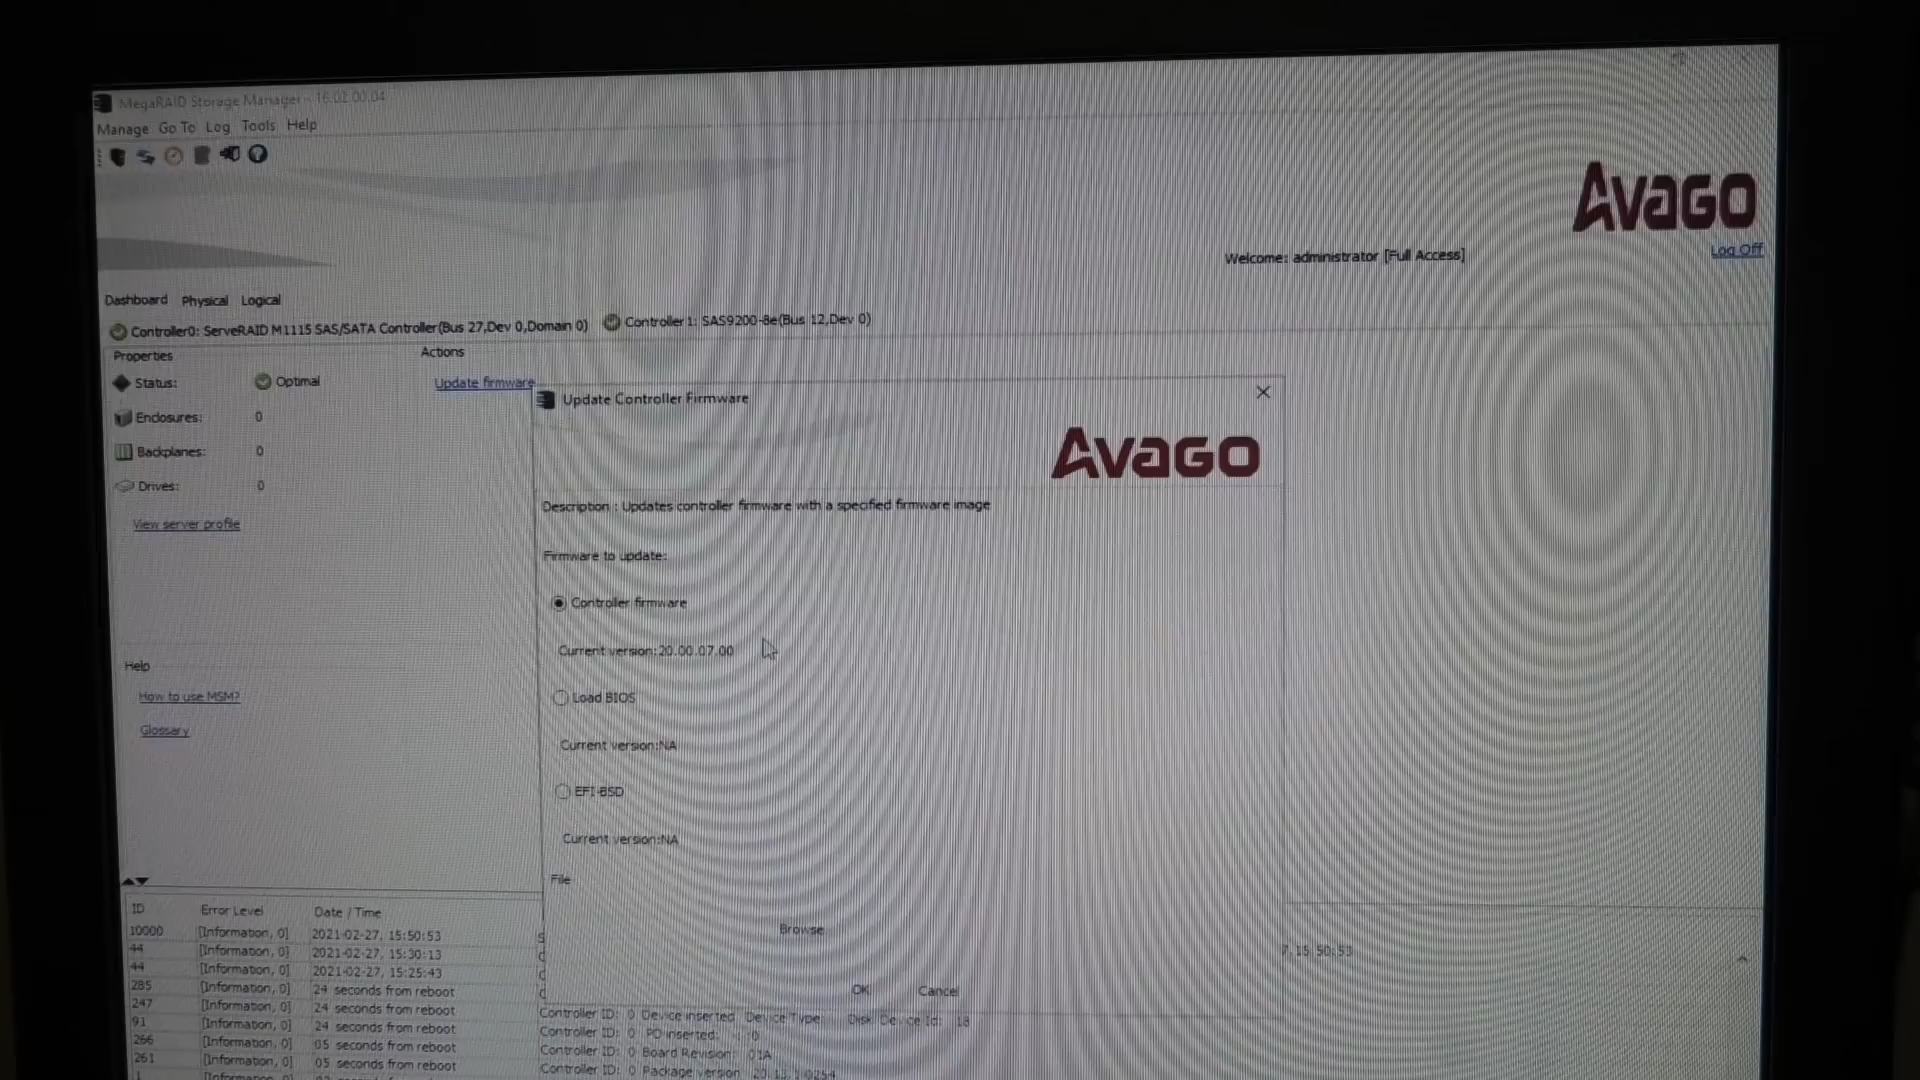 MegaRAID Storage Manager - 16.02.00.04
Manage Go To Log Tools Help
Avago
Welcome: administrator [Full Access]
Log Off
Dashboard Physical Logical
Controller0: ServeRAID M1115 SAS/SATA Controller(Bus 27,Dev 0,Domain 0)
Controller 1: SAS9200-8e(Bus 12,Dev 0)
Properties
Actions
Status: Optimal
Update firmware
Enclosures: 0
Backplanes: 0
Drives: 0
View server profile
Help
How to use MSM?
Glossary
Update Controller Firmware
Avago
Description : Updates controller firmware with a specified firmware image
Firmware to update:
Controller firmware
Current version:20.00.07.00
Load BIOS
Current version:NA
EFI-BSD
Current version:NA
File
Browse
OK Cancel
ID Error Level Date / Time
10000 [Information, 0] 2021-02-27, 15:50:53
44 [Information, 0] 2021-02-27, 15:30:13
44 [Information, 0] 2021-02-27, 15:25:43
285 [Information, 0] 24 seconds from reboot
247 [Information, 0] 24 seconds from reboot
91 [Information, 0] 24 seconds from reboot
266 [Information, 0] 05 seconds from reboot
261 [Information, 0] 05 seconds from reboot
7, 15:50:53
Controller ID: 0 Device inserted Device Type: Disk Device Id: 18
Controller ID: 0 PD inserted:
Controller ID: 0 Board Revision: 01A
Controller ID: 0 Package version